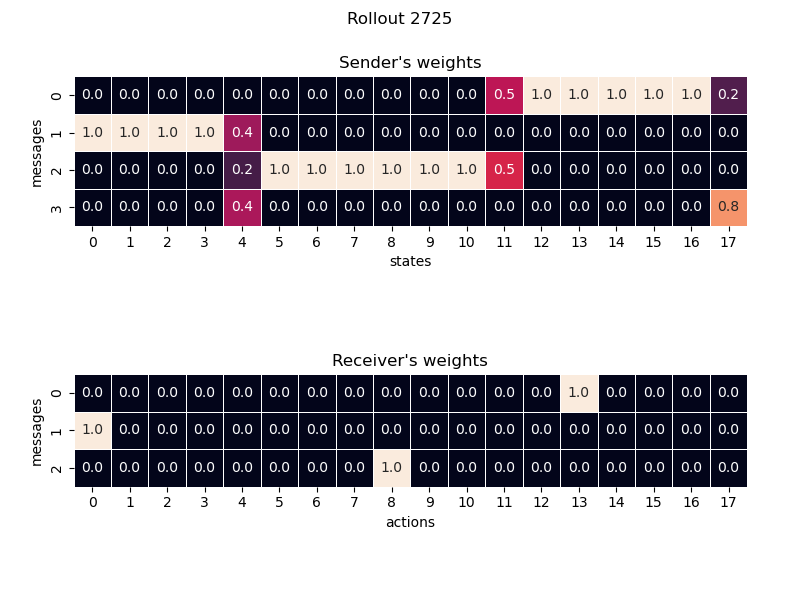 Rollout 2725
Sender's weights
0 0.0 0.0 0.0 0.0 0.0 0.0 0.0 0.0 0.0 0.0 0.0 0.5 1.0 1.0 1.0 1.0 1.0 0.2
1 1.0 1.0 1.0 1.0 0.4 0.0 0.0 0.0 0.0 0.0 0.0 0.0 0.0 0.0 0.0 0.0 0.0 0.0
2 0.0 0.0 0.0 0.0 0.2 1.0 1.0 1.0 1.0 1.0 1.0 0.5 0.0 0.0 0.0 0.0 0.0 0.0
3 0.0 0.0 0.0 0.0 0.4 0.0 0.0 0.0 0.0 0.0 0.0 0.0 0.0 0.0 0.0 0.0 0.0 0.8
messages
0 1 2 3 4 5 6 7 8 9 10 11 12 13 14 15 16 17
states
Receiver's weights
0 0.0 0.0 0.0 0.0 0.0 0.0 0.0 0.0 0.0 0.0 0.0 0.0 0.0 1.0 0.0 0.0 0.0 0.0
1 1.0 0.0 0.0 0.0 0.0 0.0 0.0 0.0 0.0 0.0 0.0 0.0 0.0 0.0 0.0 0.0 0.0 0.0
2 0.0 0.0 0.0 0.0 0.0 0.0 0.0 0.0 1.0 0.0 0.0 0.0 0.0 0.0 0.0 0.0 0.0 0.0
messages
0 1 2 3 4 5 6 7 8 9 10 11 12 13 14 15 16 17
actions